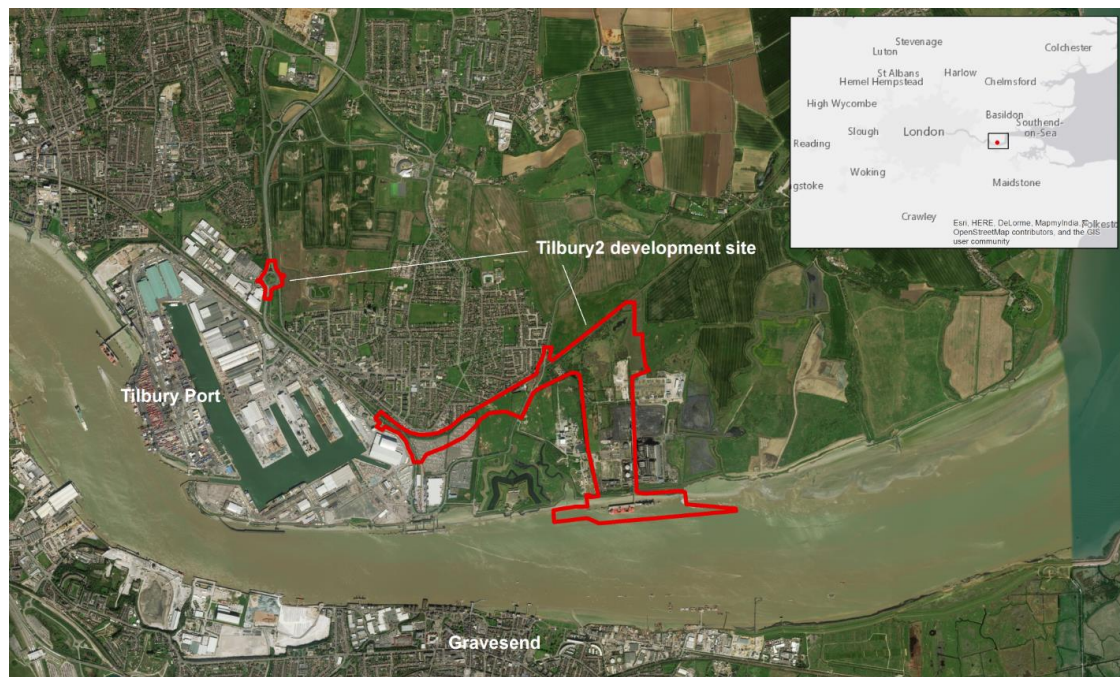 Stevenage
Luton
Colchester
St Albans
Harlow
Hemel Hempstead
Chelmsford
High Wycombe
Basildon
Southend-
on-Sea
Slough
London
Reading
Woking
Maidstone
gstoke
Crawley
Esri, HERE, DeLorme, MapmyIndia, ©
OpenStreetMap contributors, and the GIS
user community
Folkesto
Tilbury2 development site
Tilbury Port
Gravesend